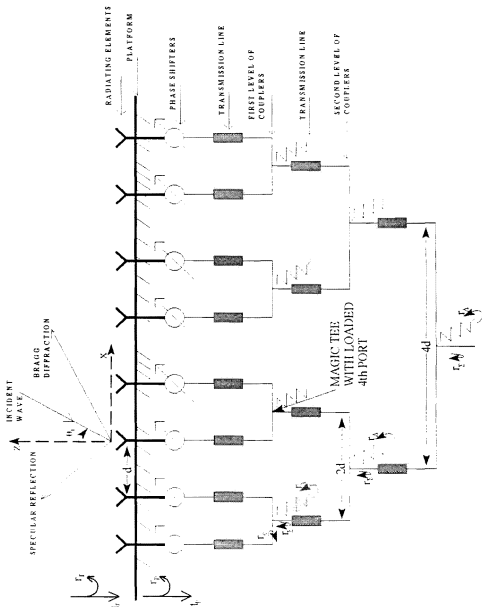 RADIATING ELEMENTS
PLATFORM
PHASE SHIFTERS
TRANSMISSION LINE
FIRST LEVEL OF
COUPLERS
TRANSMISSION LINE
SECOND LEVEL OF
COUPLERS
INCIDENT
WAVE
BRAGG
DIFFRACTION
SPECULAR REFLECTION
Z
X
d
MAGIC TEE
WITH LOADED
4th PORT
2d
4d